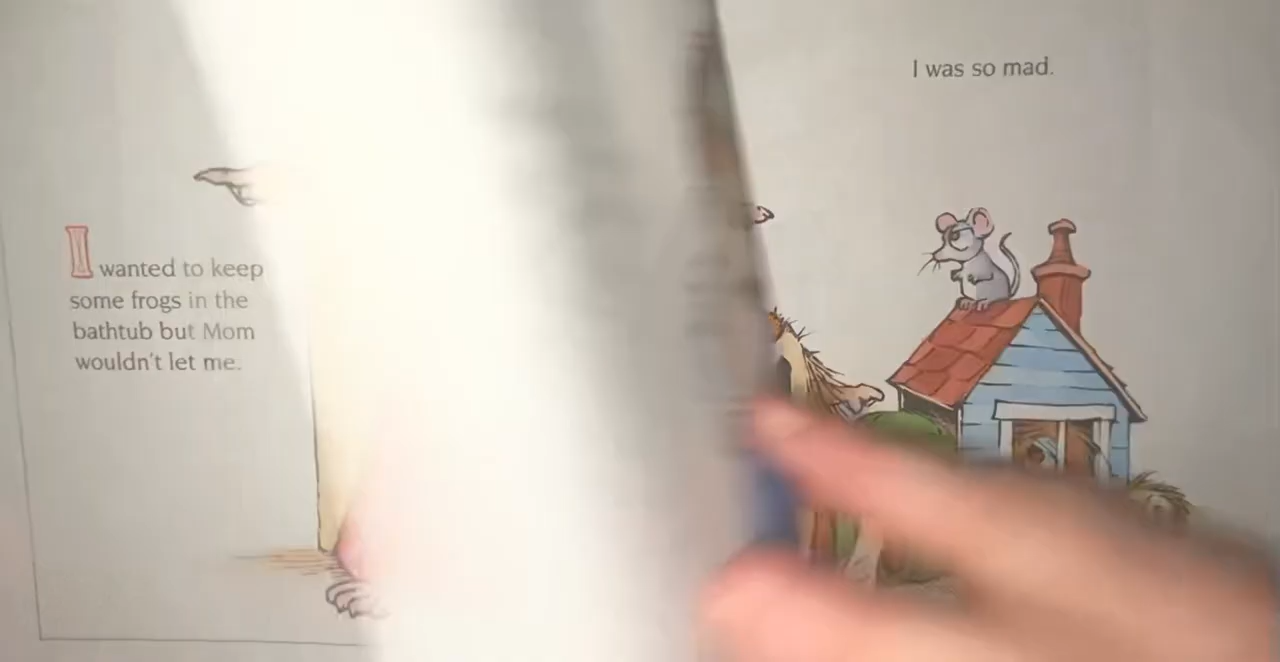 I wanted to keep
some frogs in the
bathtub but Mom
wouldn't let me.
I was so mad.